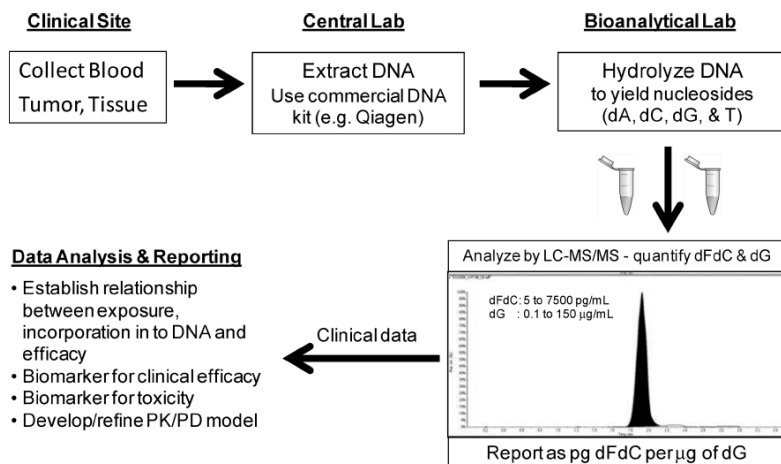 Clinical Site
Collect Blood
Tumor, Tissue
Central Lab
Extract DNA
Use commercial DNA
kit (e.g. Qiagen)
Bioanalytical Lab
Hydrolyze DNA
to yield nucleosides
(dA, dC, dG, & T)
Analyze by LC-MS/MS - quantify dFdC & dG
dFdC: 5 to 7500 pg/mL
dG : 0.1 to 150 µg/mL
Report as pg dFdC per µg of dG
Clinical data
Data Analysis & Reporting
• Establish relationship
between exposure,
incorporation in to DNA and
efficacy
• Biomarker for clinical efficacy
• Biomarker for toxicity
• Develop/refine PK/PD model